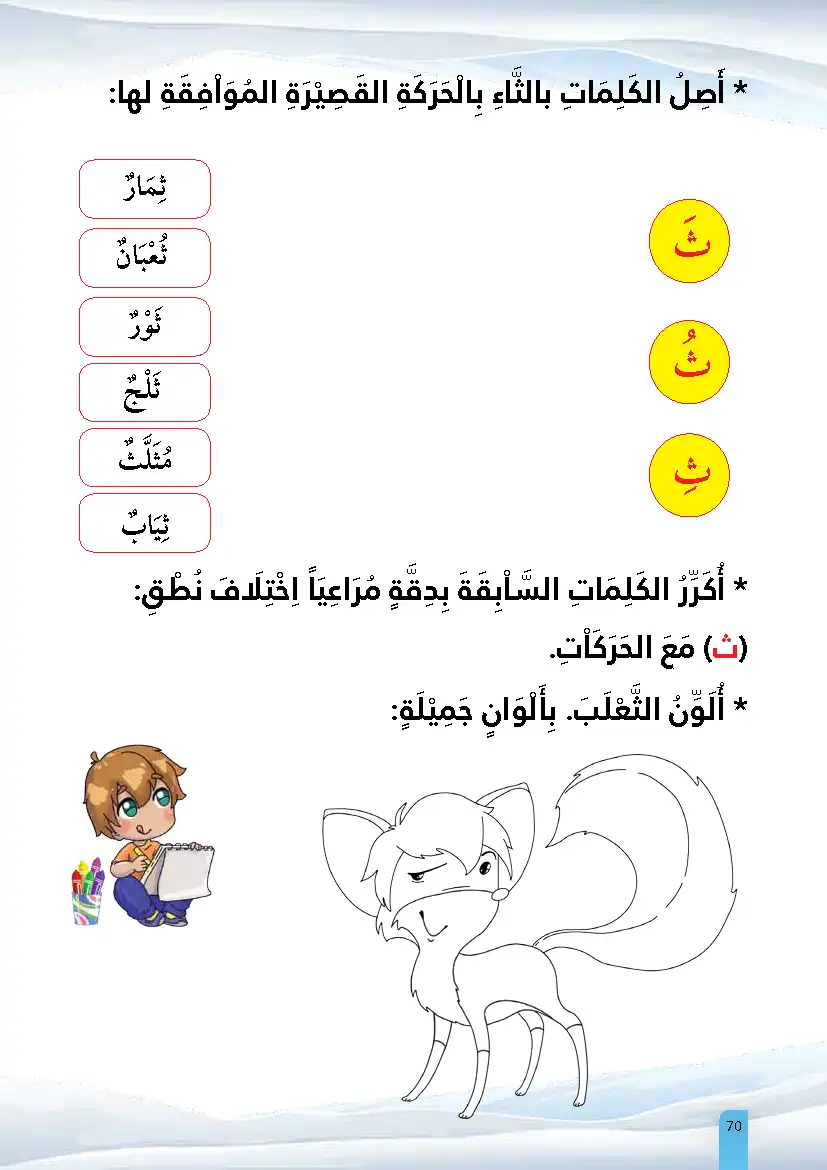 * أَصِلُ الكَلِمَاتِ بالثَّاءِ بِالْحَرَكَةِ القَصِيْرَةِ المُوَاْفِقَةِ لها:
ثَ
ثُ
ثِ
ثِمَارٌ
ثُعْبَانٌ
ثَوْرٌ
ثَلْجٌ
مُثَلَّثٌ
ثِيَابٌ
* أُكَرِّرُ الكَلِمَاتِ السَّاْبِقَةَ بِدِقَّةٍ مُرَاعِيَاً اِخْتِلَافَ نُطْقِ:
(ث) مَعَ الحَرَكَاْتِ.
* أُلَوِّنُ الثَّعْلَبَ. بِأَلْوَانٍ جَمِيْلَةٍ:
70